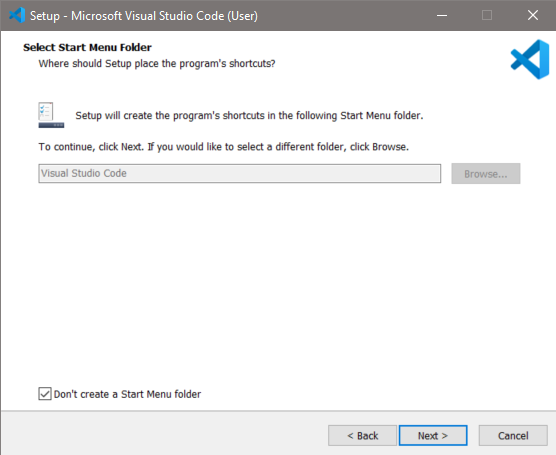 Setup - Microsoft Visual Studio Code (User)
Select Start Menu Folder
Where should Setup place the program's shortcuts?
Setup will create the program's shortcuts in the following Start Menu folder.
To continue, click Next. If you would like to select a different folder, click Browse.
Visual Studio Code
Browse...
Don't create a Start Menu folder
< Back
Next >
Cancel